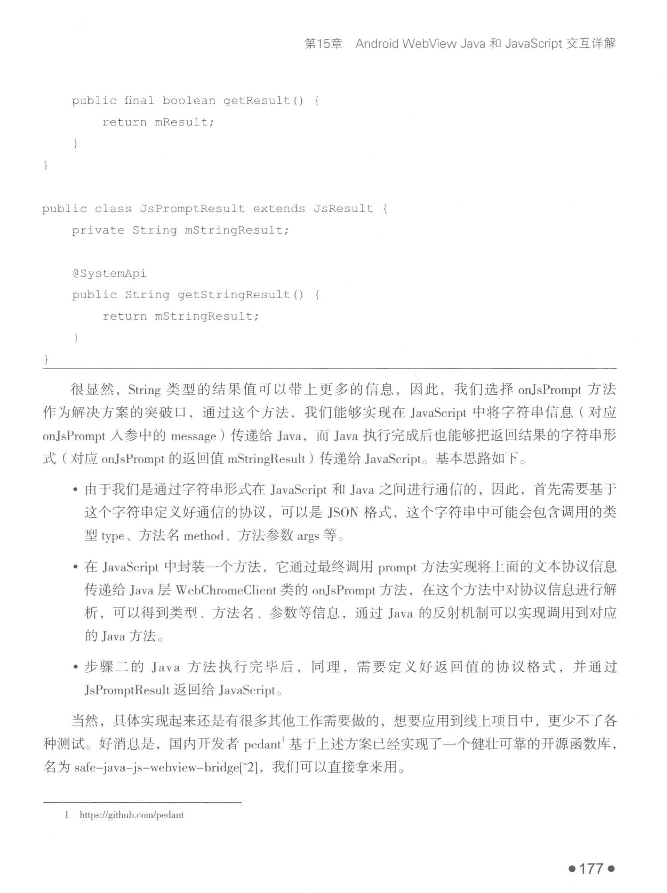 第15章 Android WebView Java 和 JavaScript 交互详解
public final boolean getResult() {
return mResult;
}
}
public class JsPromptResult extends JsResult {
private String mStringResult;
@SystemApi
public String getStringResult() {
return mStringResult;
}
}
很显然，String 类型的结果值可以带上更多的信息，因此，我们选择 onJsPrompt 方法
作为解决方案的突破口，通过这个方法，我们能够实现在 JavaScript 中将字符串信息（对应
onJsPrompt 入参中的 message）传递给 Java，而 Java 执行完成后也能够把返回结果的字符串形
式（对应 onJsPrompt 的返回值 mStringResult）传递给 JavaScript。基本思路如下。
• 由于我们是通过字符串形式在 JavaScript 和 Java 之间进行通信的，因此，首先需要基于
这个字符串定义好通信的协议，可以是 JSON 格式，这个字符串中可能会包含调用的类
型 type、方法名 method、方法参数 args 等。
• 在 JavaScript 中封装一个方法，它通过最终调用 prompt 方法实现将上面的文本协议信息
传递给 Java 层 WebChromeClient 类的 onJsPrompt 方法，在这个方法中对协议信息进行解
析，可以得到类型、方法名、参数等信息，通过 Java 的反射机制可以实现调用到对应
的 Java 方法。
• 步骤二的 Java 方法执行完毕后，同理，需要定义好返回值的协议格式，并通过
JsPromptResult 返回给 JavaScript。
当然，具体实现起来还是有很多其他工作需要做的，想要应用到线上项目中，更少不了各
种测试。好消息是，国内开发者 pedant¹ 基于上述方案已经实现了一个健壮可靠的开源函数库，
名为 safe-java-js-webview-bridge[^2]，我们可以直接拿来用。
1 https://github.com/pedant
●177●